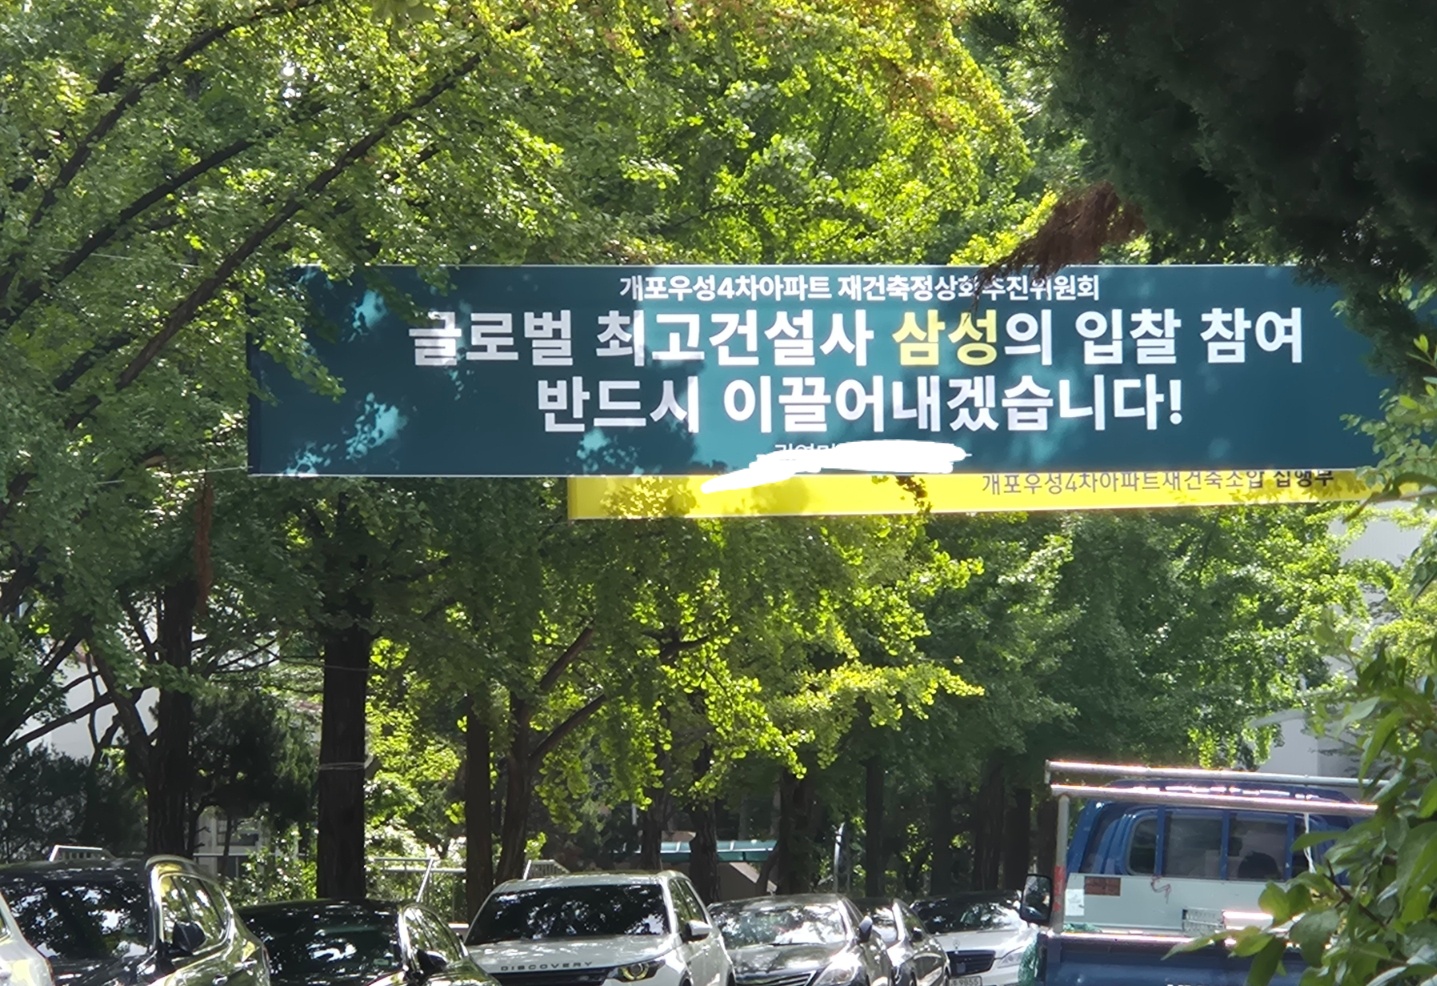 개포우성4차아파트 재건축정상화추진위원회
글로벌 최고건설사 삼성의 입찰 참여
반드시 이끌어내겠습니다!
개포우성4차아파트재건축조합 집행부
DISCOVERY